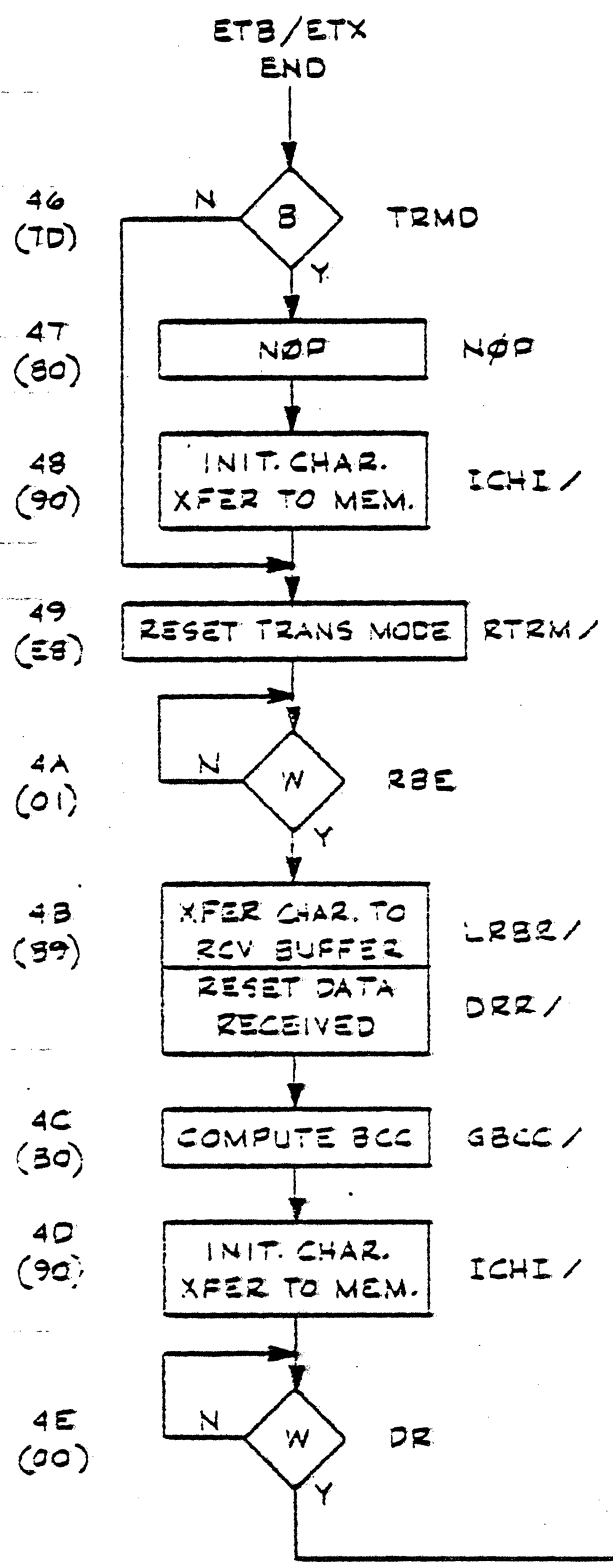 ETB/ETX
END
46
(7D)
N
B
TRMD
Y
47
(80)
NØP
NØP
48
(90)
INIT. CHAR.
XFER TO MEM.
ICHI/
49
(E8)
RESET TRANS MODE
RTRM/
4A
(01)
N
W
RBE
Y
4B
(89)
XFER CHAR. TO
RCV BUFFER
LRBR/
RESET DATA
RECEIVED
DRR/
4C
(B0)
COMPUTE BCC
GBCC/
4D
(90)
INIT. CHAR.
XFER TO MEM.
ICHI/
4E
(00)
N
W
DR
Y